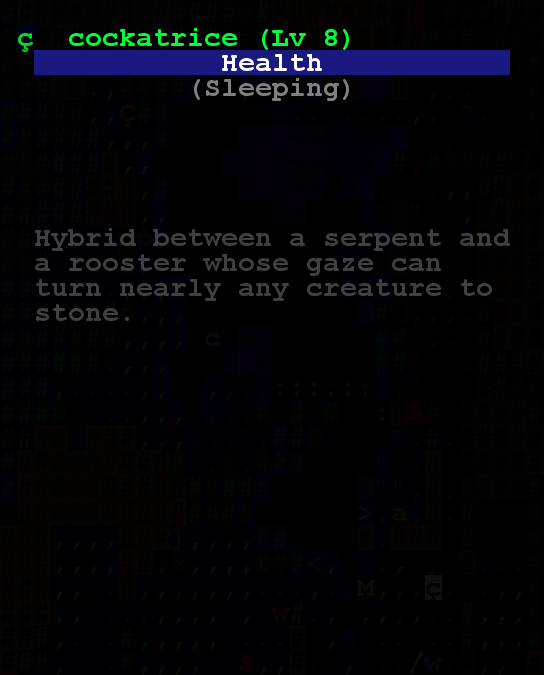 ç cockatrice (Lv 8)
Health
(Sleeping)
Hybrid between a serpent and
a rooster whose gaze can
turn nearly any creature to
stone.